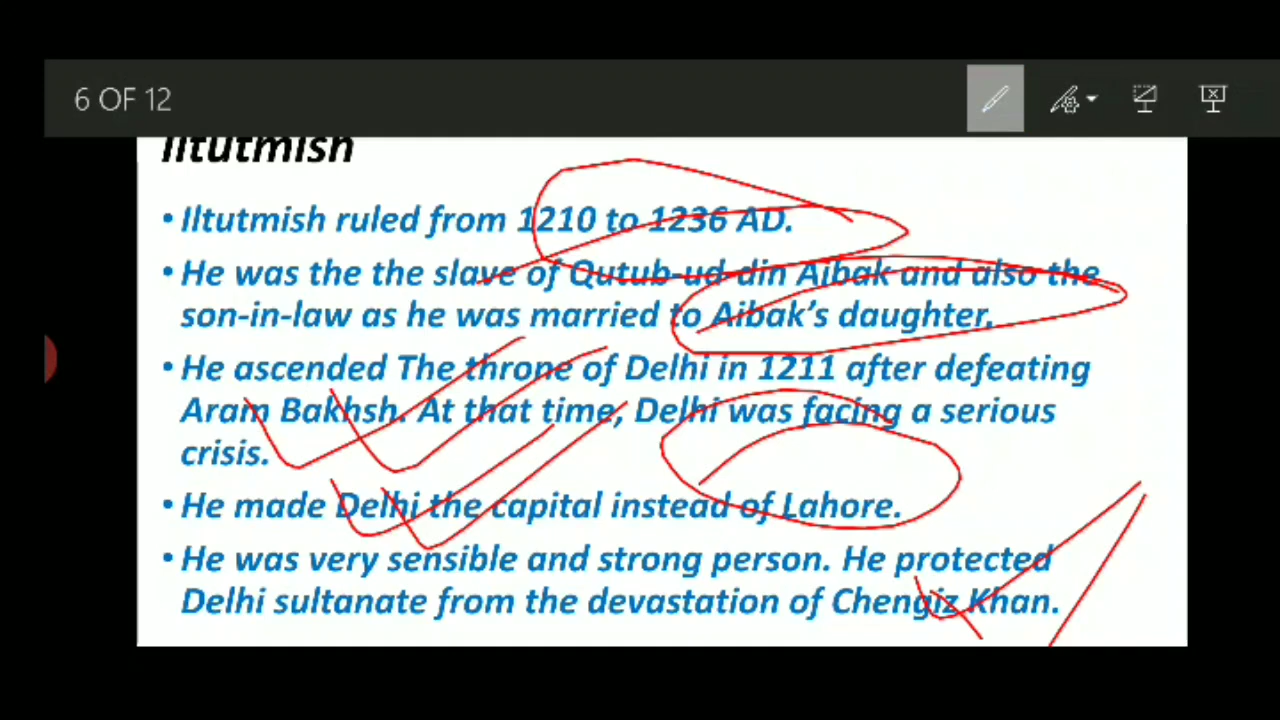 6 OF 12
Iltutmish
•Iltutmish ruled from 1210 to 1236 AD.
•He was the the slave of Qutub-ud-din Aibak and also the
son-in-law as he was married to Aibak's daughter.
•He ascended The throne of Delhi in 1211 after defeating
Aram Bakhsh. At that time, Delhi was facing a serious
crisis.
•He made Delhi the capital instead of Lahore.
•He was very sensible and strong person. He protected
Delhi sultanate from the devastation of Chengiz Khan.